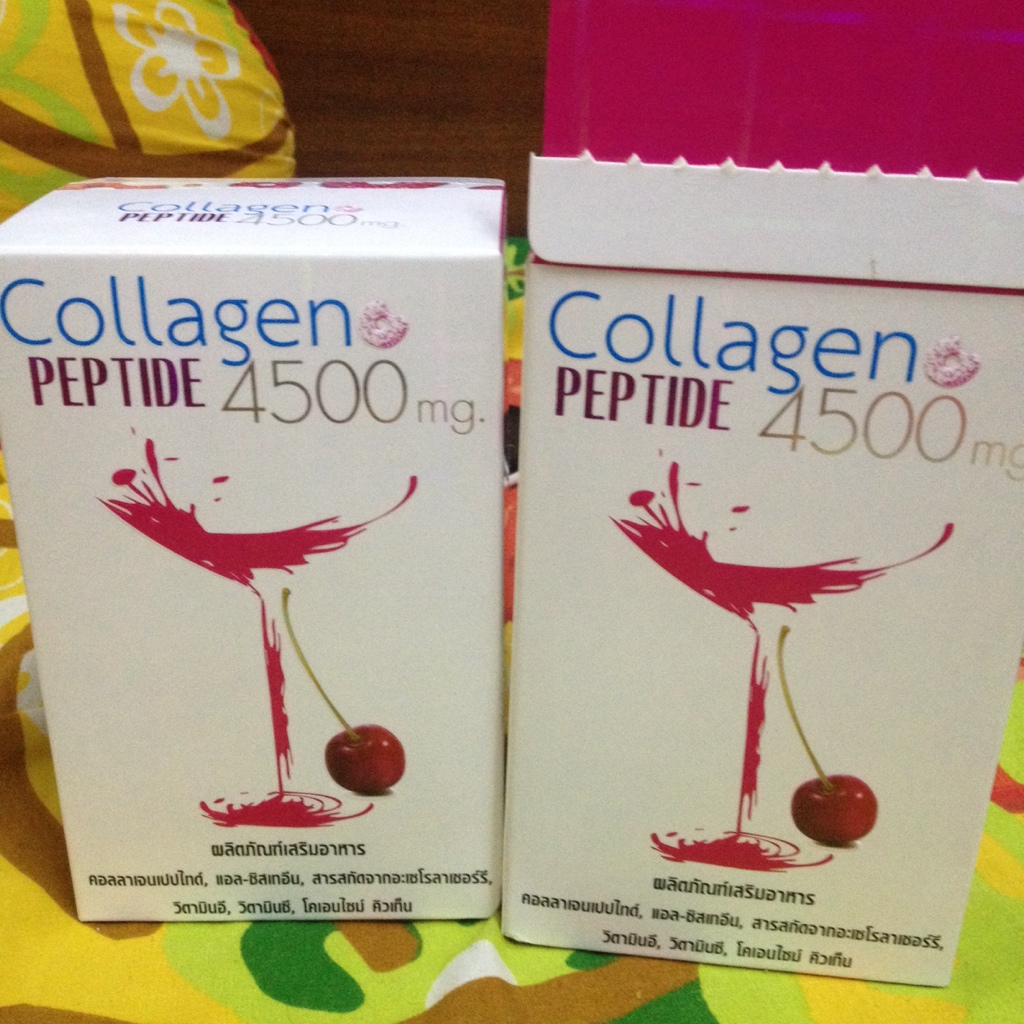 Collagen
PEPTIDE 4500 mg.
Collagen
PEPTIDE 4500 mg.
ผลิตภัณฑ์เสริมอาหาร
คอลลาเจนเปปไทด์, แอล-ซิสเทอีน, สารสกัดจากอะเซโรลาเชอร์รี่,
วิตามินอี, วิตามินซี, โคเอนไซม์ คิวเท็น
Collagen
PEPTIDE 4500 mg
ผลิตภัณฑ์เสริมอาหาร
คอลลาเจนเปปไทด์, แอล-ซิสเทอีน, สารสกัดจากอะเซโรลาเชอร์รี่,
วิตามินอี, วิตามินซี, โคเอนไซม์ คิวเท็น